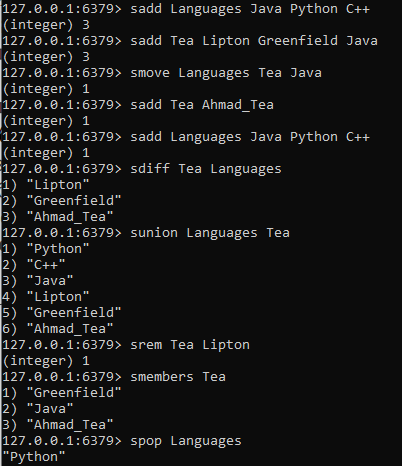 127.0.0.1:6379> sadd Languages Java Python C++
(integer) 3
127.0.0.1:6379> sadd Tea Lipton Greenfield Java
(integer) 3
127.0.0.1:6379> smove Languages Tea Java
(integer) 1
127.0.0.1:6379> sadd Tea Ahmad_Tea
(integer) 1
127.0.0.1:6379> sadd Languages Java Python C++
(integer) 1
127.0.0.1:6379> sdiff Tea Languages
1) "Lipton"
2) "Greenfield"
3) "Ahmad_Tea"
127.0.0.1:6379> sunion Languages Tea
1) "Python"
2) "C++"
3) "Java"
4) "Lipton"
5) "Greenfield"
6) "Ahmad_Tea"
127.0.0.1:6379> srem Tea Lipton
(integer) 1
127.0.0.1:6379> smembers Tea
1) "Greenfield"
2) "Java"
3) "Ahmad_Tea"
127.0.0.1:6379> spop Languages
"Python"